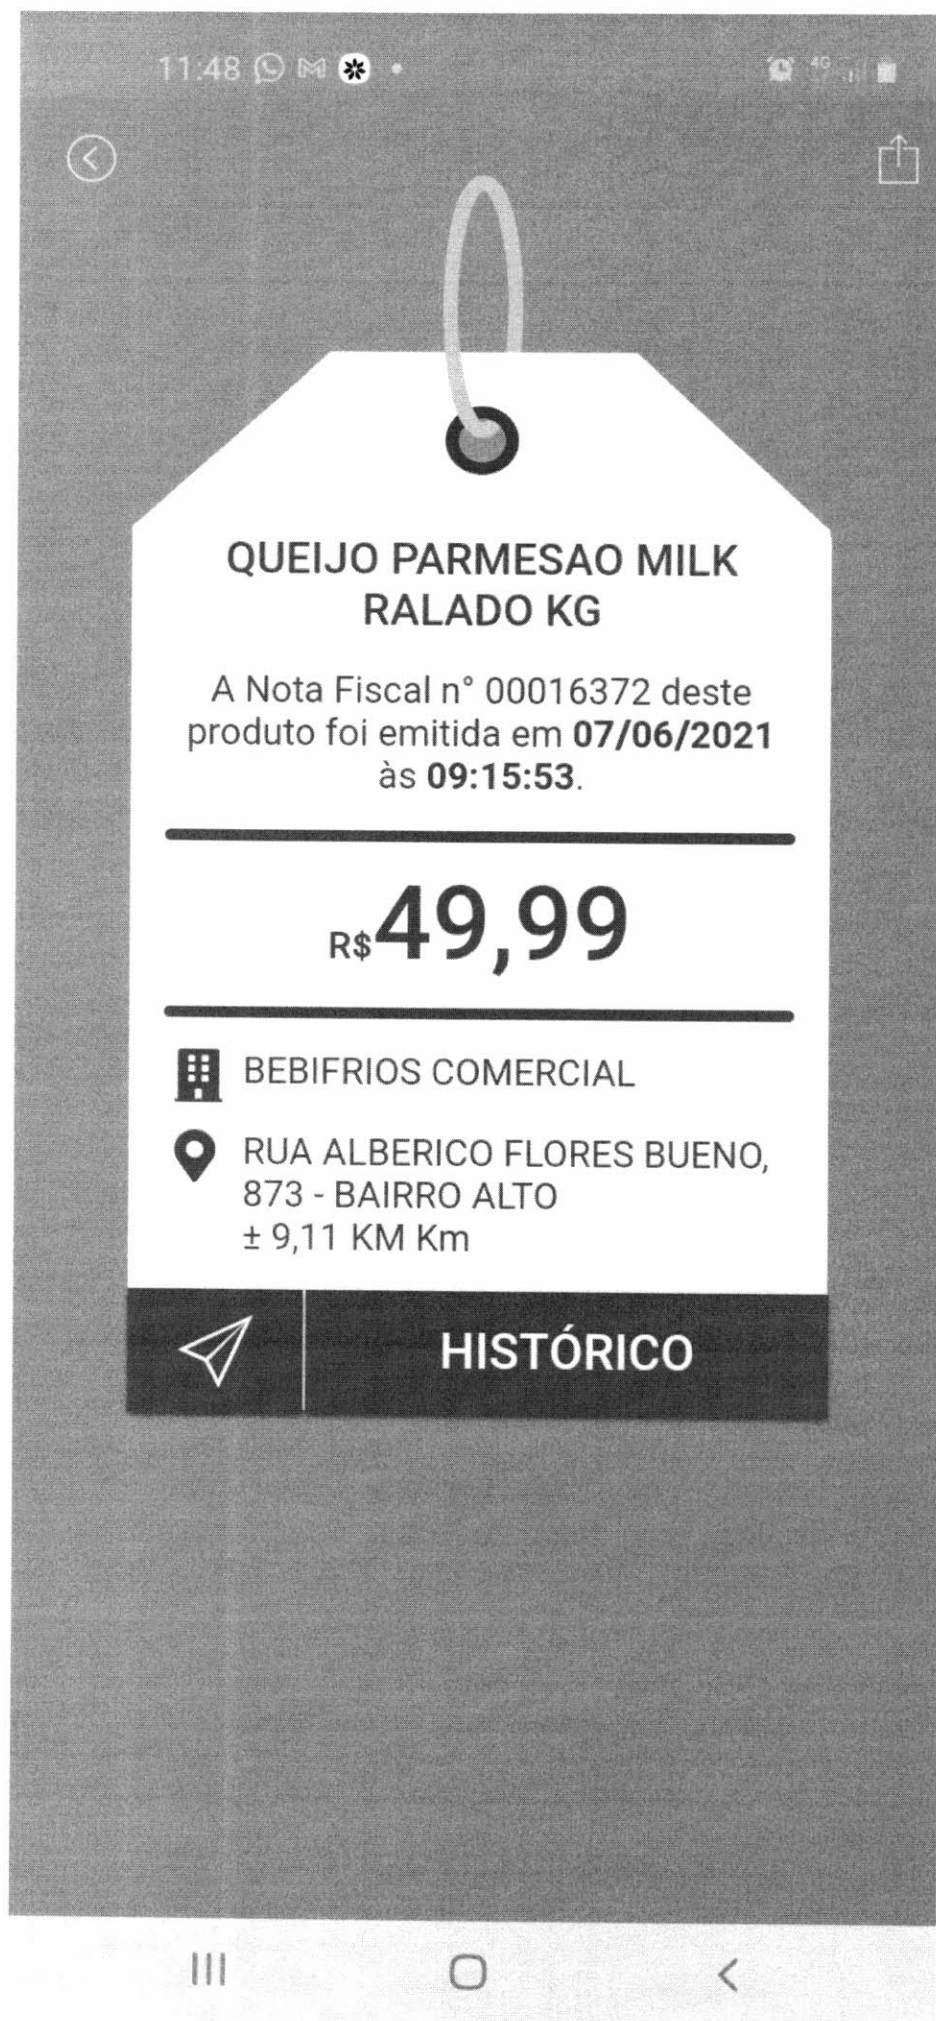 11:48
4G
QUEIJO PARMESAO MILK
RALADO KG
A Nota Fiscal n° 00016372 deste
produto foi emitida em 07/06/2021
às 09:15:53.
R$49,99
BEBIFRIOS COMERCIAL
RUA ALBERICO FLORES BUENO,
873 - BAIRRO ALTO
± 9,11 KM Km
HISTÓRICO